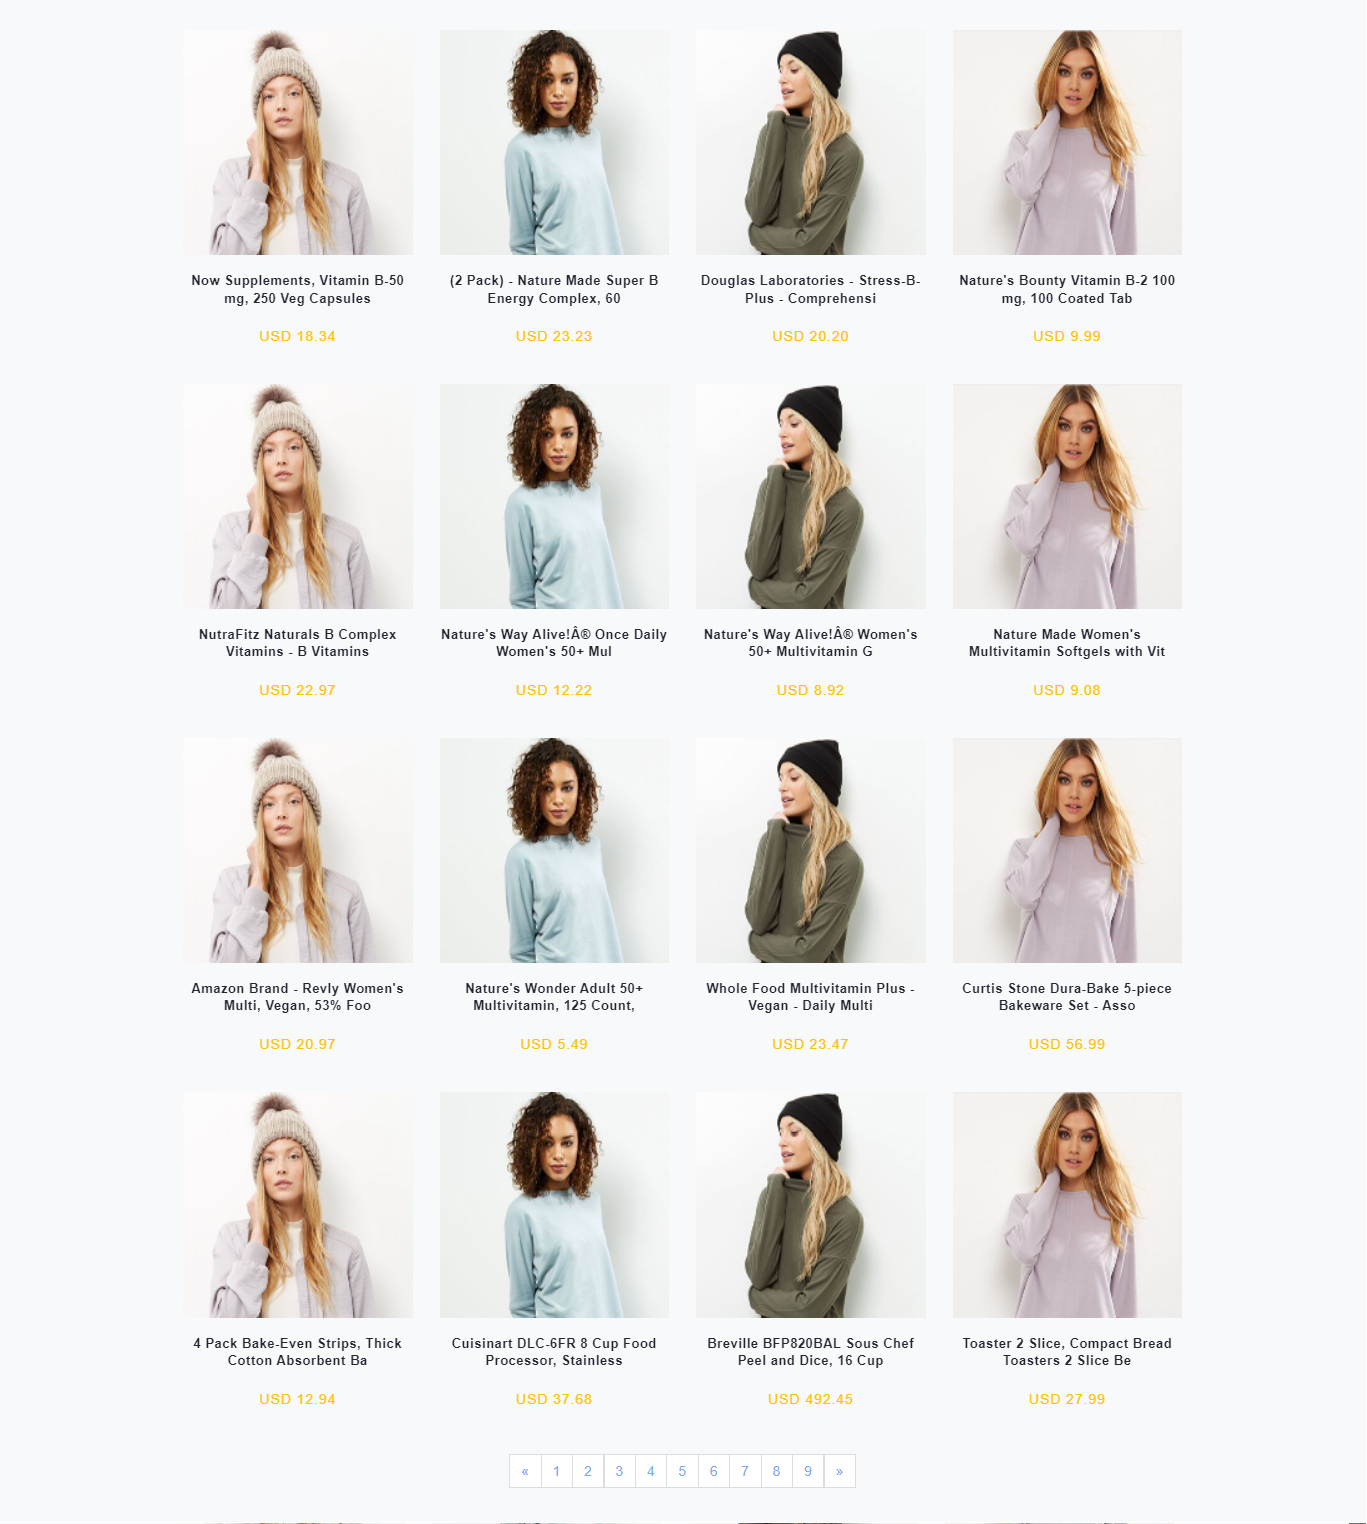 Now Supplements, Vitamin B-50
mg, 250 Veg Capsules
USD 18.34
(2 Pack) - Nature Made Super B
Energy Complex, 60
USD 23.23
Douglas Laboratories - Stress-B-
Plus - Comprehensi
USD 20.20
Nature's Bounty Vitamin B-2 100
mg, 100 Coated Tab
USD 9.99
NutraFitz Naturals B Complex
Vitamins - B Vitamins
USD 22.97
Nature's Way Alive!Â® Once Daily
Women's 50+ Mul
USD 12.22
Nature's Way Alive!Â® Women's
50+ Multivitamin G
USD 8.92
Nature Made Women's
Multivitamin Softgels with Vit
USD 9.08
Amazon Brand - Revly Women's
Multi, Vegan, 53% Foo
USD 20.97
Nature's Wonder Adult 50+
Multivitamin, 125 Count,
USD 5.49
Whole Food Multivitamin Plus -
Vegan - Daily Multi
USD 23.47
Curtis Stone Dura-Bake 5-piece
Bakeware Set - Asso
USD 56.99
4 Pack Bake-Even Strips, Thick
Cotton Absorbent Ba
USD 12.94
Cuisinart DLC-6FR 8 Cup Food
Processor, Stainless
USD 37.68
Breville BFP820BAL Sous Chef
Peel and Dice, 16 Cup
USD 492.45
Toaster 2 Slice, Compact Bread
Toasters 2 Slice Be
USD 27.99
« 1 2 3 4 5 6 7 8 9 »